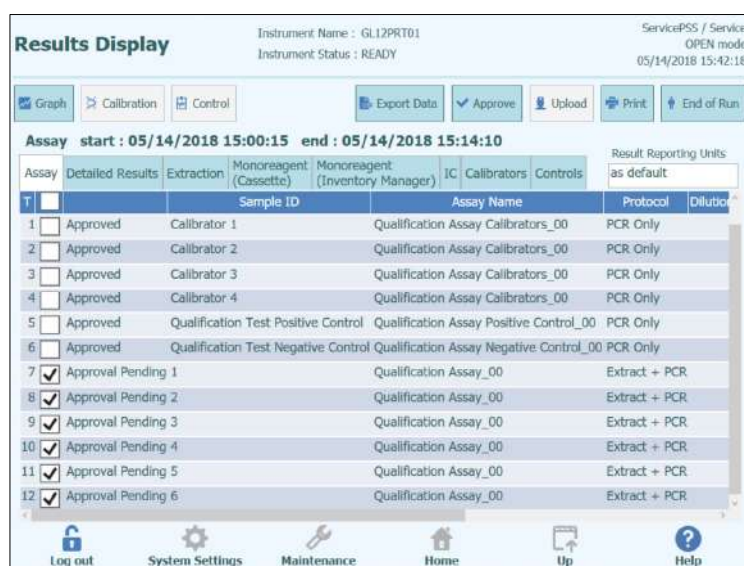 Results Display
Instrument Name : GL12PRT01
Instrument Status : READY
ServicePSS / Service
OPEN mode
05/14/2018 15:42:18
Graph Calibration Control Export Data Approve Upload Print End of Run
Assay start : 05/14/2018 15:00:15 end : 05/14/2018 15:14:10
Result Reporting Units
as default
Assay Detailed Results Extraction Monoreagent (Cassette) Monoreagent (Inventory Manager) IC Calibrators Controls
T Sample ID Assay Name Protocol Dilution
1 Approved Calibrator 1 Qualification Assay Calibrators_00 PCR Only
2 Approved Calibrator 2 Qualification Assay Calibrators_00 PCR Only
3 Approved Calibrator 3 Qualification Assay Calibrators_00 PCR Only
4 Approved Calibrator 4 Qualification Assay Calibrators_00 PCR Only
5 Approved Qualification Test Positive Control Qualification Assay Positive Control_00 PCR Only
6 Approved Qualification Test Negative Control Qualification Assay Negative Control_00 PCR Only
7 Approval Pending 1 Qualification Assay_00 Extract + PCR
8 Approval Pending 2 Qualification Assay_00 Extract + PCR
9 Approval Pending 3 Qualification Assay_00 Extract + PCR
10 Approval Pending 4 Qualification Assay_00 Extract + PCR
11 Approval Pending 5 Qualification Assay_00 Extract + PCR
12 Approval Pending 6 Qualification Assay_00 Extract + PCR
Log out System Settings Maintenance Home Up Help